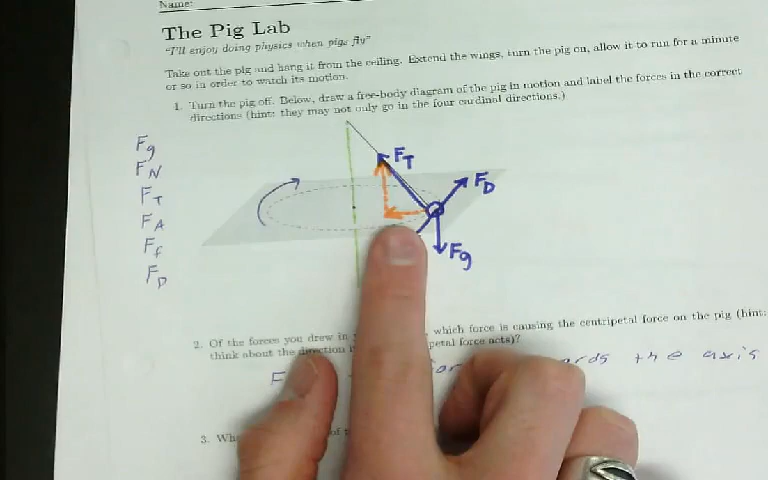 Name:
The Pig Lab
"I'll enjoy doing physics when pigs fly"
Take out the pig and hang it from the ceiling. Extend the wings, turn the pig on, allow it to run for a minute
or so in order to watch its motion.
1. Turn the pig off. Below, draw a free-body diagram of the pig in motion and label the forces in the correct
directions (hint: they may not only go in the four cardinal directions.)
Fg
FN
FT
FA
Ff
FD
FT
FD
Fg
2. Of the forces you drew in which force is causing the centripetal force on the pig (hint:
think about the direction petal force acts)?
F the axis
3.